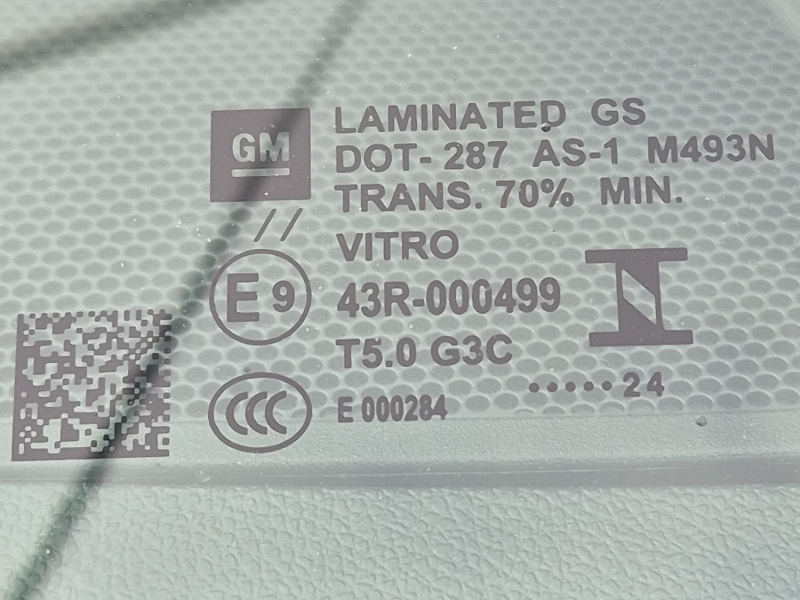 GM
LAMINATED GS
DOT-287 AS-1 M493N
TRANS. 70% MIN.
//
VITRO
E9
43R-000499
T5.0 G3C
·····24
CCC
E 000284